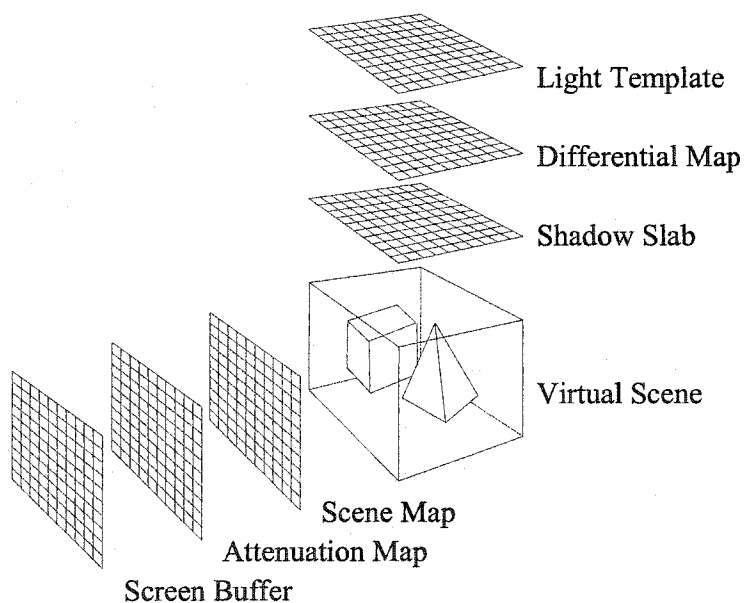 Light Template
Differential Map
Shadow Slab
Virtual Scene
Scene Map
Attenuation Map
Screen Buffer